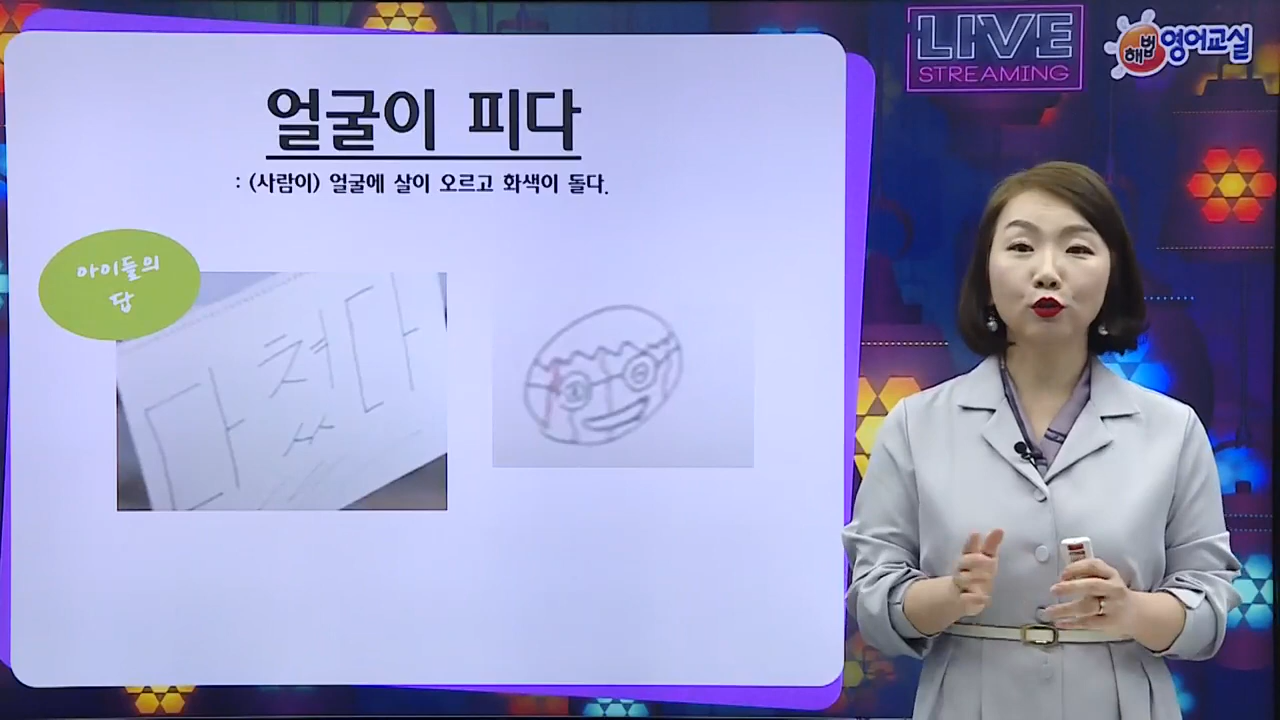 얼굴이 피다
: (사람이) 얼굴에 살이 오르고 화색이 돌다.
아이들의
답
다쳤다
LIVE
STREAMING
해법 영어교실